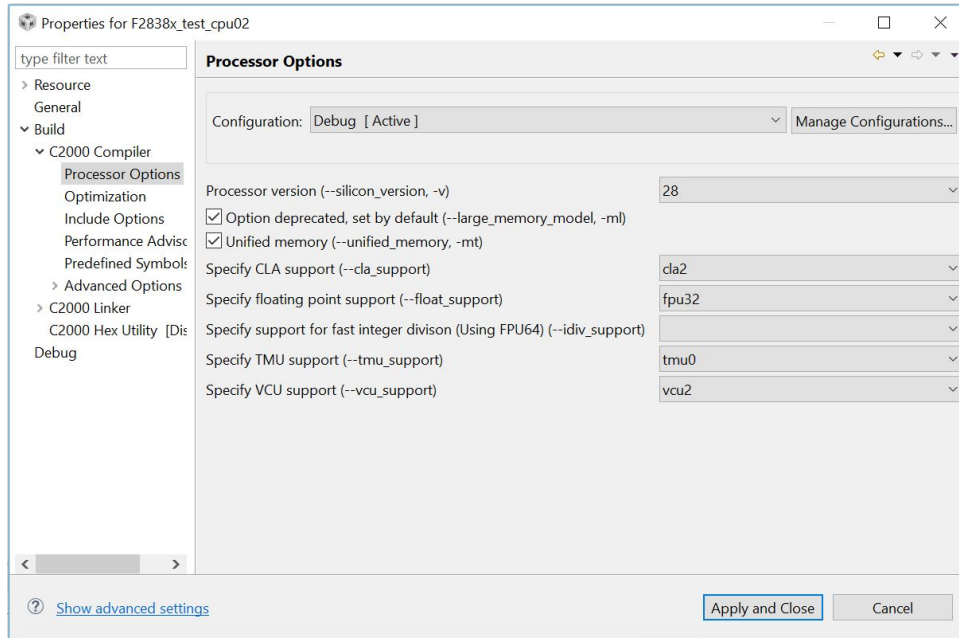 Properties for F2838x_test_cpu02
type filter text
Resource
General
Build
C2000 Compiler
Processor Options
Optimization
Include Options
Performance Advisc
Predefined Symbols
Advanced Options
C2000 Linker
C2000 Hex Utility [Dis
Debug
Processor Options
Configuration: Debug [ Active ] Manage Configurations...
Processor version (--silicon_version, -v) 28
Option deprecated, set by default (--large_memory_model, -ml)
Unified memory (--unified_memory, -mt)
Specify CLA support (--cla_support) cla2
Specify floating point support (--float_support) fpu32
Specify support for fast integer divison (Using FPU64) (--idiv_support)
Specify TMU support (--tmu_support) tmu0
Specify VCU support (--vcu_support) vcu2
Show advanced settings Apply and Close Cancel